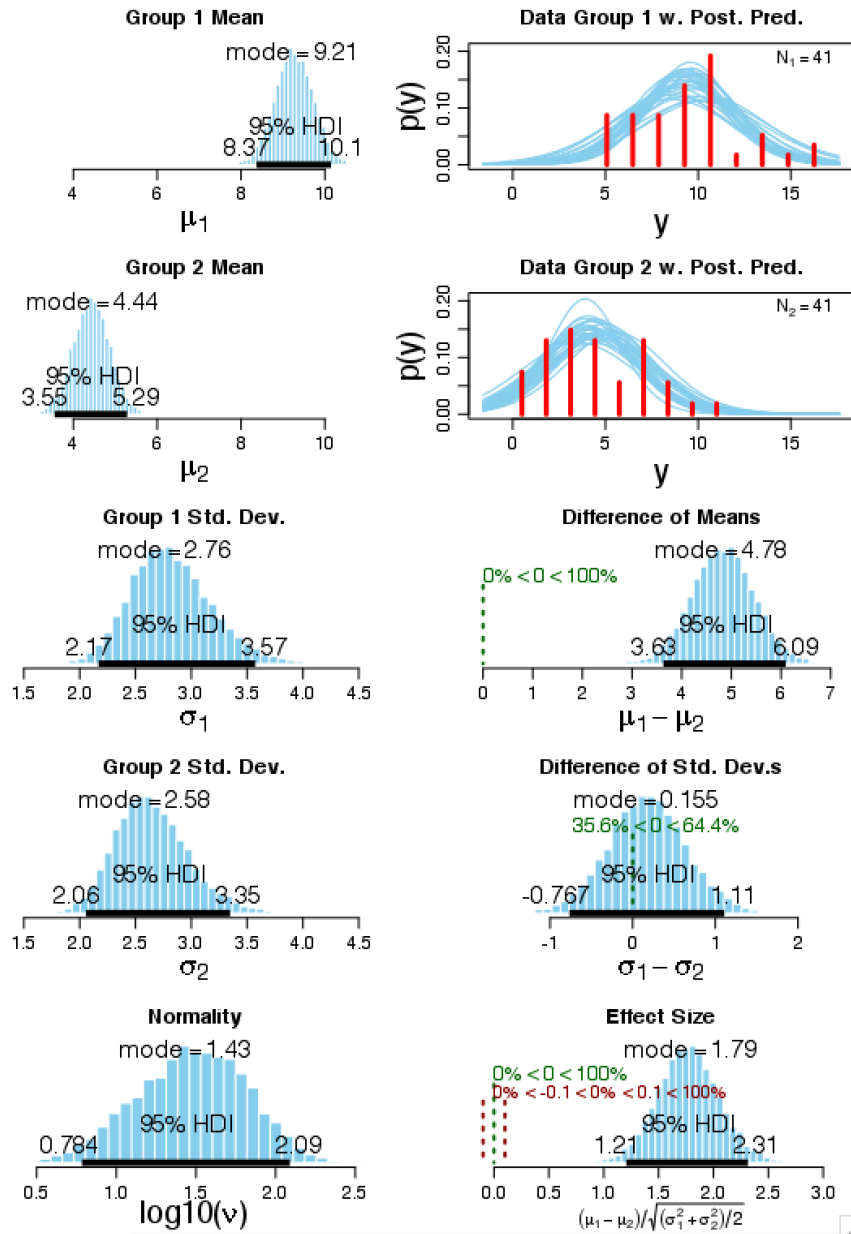 Group 1 Mean
mode = 9.21
95% HDI
8.37 10.1
4 6 8 10
μ1
Data Group 1 w. Post. Pred.
N1 = 41
p(y)
0.00 0.10 0.20
0 5 10 15
y
Group 2 Mean
mode = 4.44
95% HDI
3.55 5.29
4 6 8 10
μ2
Data Group 2 w. Post. Pred.
N2 = 41
p(y)
0.00 0.10 0.20
0 5 10 15
y
Group 1 Std. Dev.
mode = 2.76
95% HDI
2.17 3.57
1.5 2.0 2.5 3.0 3.5 4.0 4.5
σ1
Difference of Means
mode = 4.78
0% < 0 < 100%
95% HDI
3.63 6.09
0 1 2 3 4 5 6 7
μ1 − μ2
Group 2 Std. Dev.
mode = 2.58
95% HDI
2.06 3.35
1.5 2.0 2.5 3.0 3.5 4.0 4.5
σ2
Difference of Std. Dev.s
mode = 0.155
35.6% < 0 < 64.4%
95% HDI
-0.767 1.11
-1 0 1 2
σ1 − σ2
Normality
mode = 1.43
95% HDI
0.784 2.09
0.5 1.0 1.5 2.0 2.5
log10(ν)
Effect Size
mode = 1.79
0% < 0 < 100%
0% < -0.1 < 0% < 0.1 < 100%
95% HDI
1.21 2.31
0.0 0.5 1.0 1.5 2.0 2.5 3.0
(μ1 − μ2)/√(σ1² + σ2²)/2